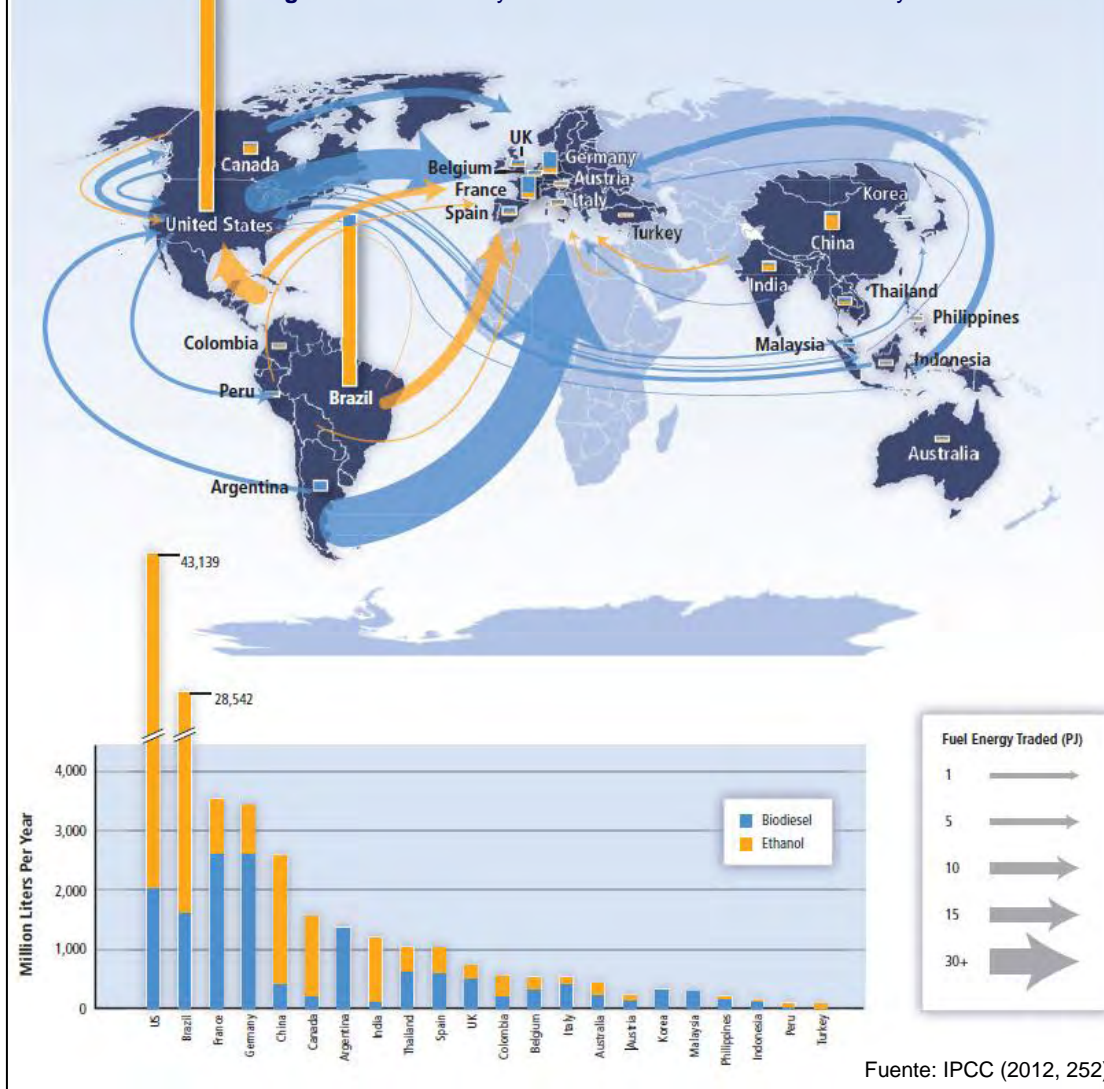 UK
Canada
Belgium
Germany
France
Austria
Korea
Spain
Italy
United States
Turkey
China
India
Thailand
Philippines
Colombia
Malaysia
Indonesia
Peru
Brazil
Australia
Argentina
43,139
28,542
Fuel Energy Traded (PJ)
1
5
10
15
30+
4,000
3,000
2,000
1,000
0
Million Liters Per Year
Biodiesel
Ethanol
US
Brazil
France
Germany
China
Canada
Argentina
India
Thailand
Spain
UK
Colombia
Belgium
Italy
Australia
|Austria
Korea
Malaysia
Philippines
Indonesia
Peru
Turkey
Fuente: IPCC (2012, 252)